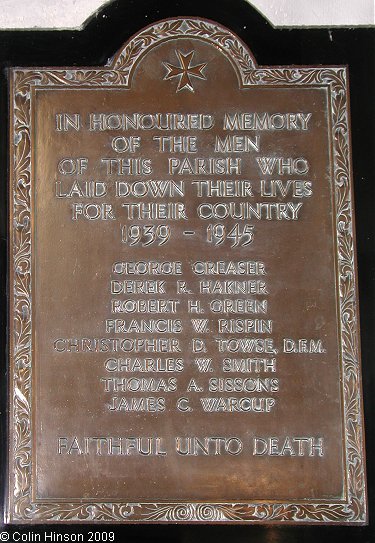 IN HONOURED MEMORY
OF THE MEN
OF THIS PARISH WHO
LAID DOWN THEIR LIVES
FOR THEIR COUNTRY
1939 - 1945
GEORGE CREASER
DEREK R. HAKNER
ROBERT H. GREEN
FRANCIS W. RISPIN
CHRISTOPHER D. TOWSE, D.F.M.
CHARLES W. SMITH
THOMAS A. SISSONS
JAMES C. WARCUP
FAITHFUL UNTO DEATH
© Colin Hinson 2009